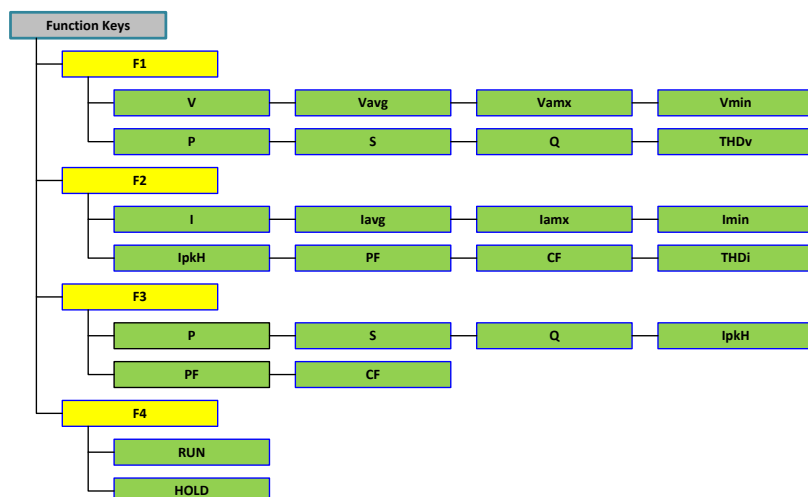 Function Keys
F1
V Vavg Vamx Vmin
P S Q THDv
F2
I Iavg Iamx Imin
IpkH PF CF THDi
F3
P S Q IpkH
PF CF
F4
RUN
HOLD